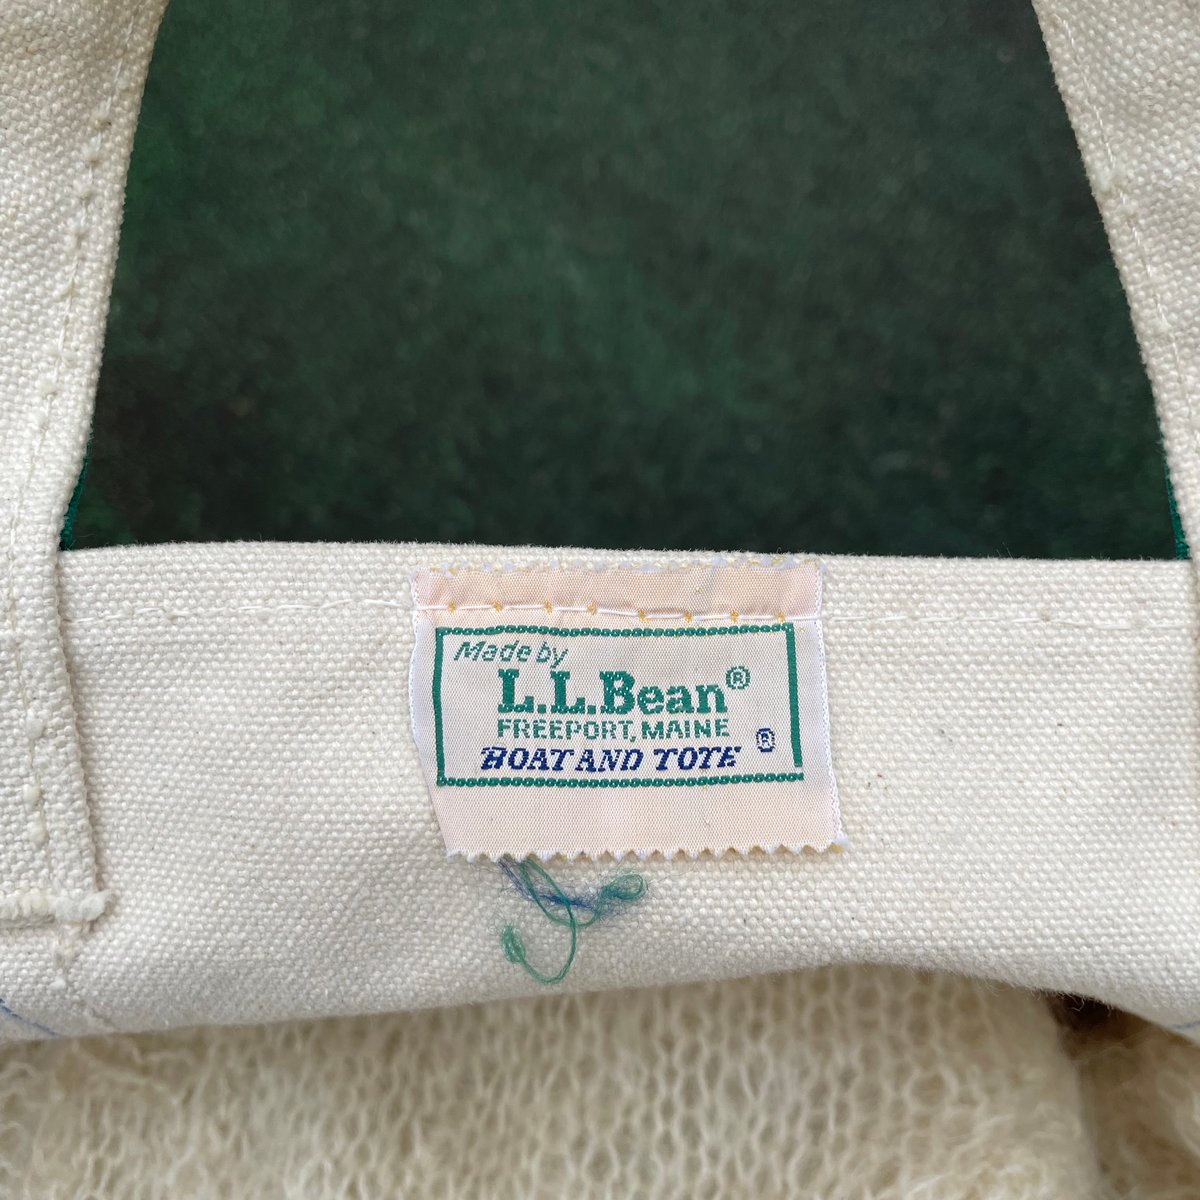 Made by
L.L.Bean®
FREEPORT, MAINE
BOAT AND TOTE ®